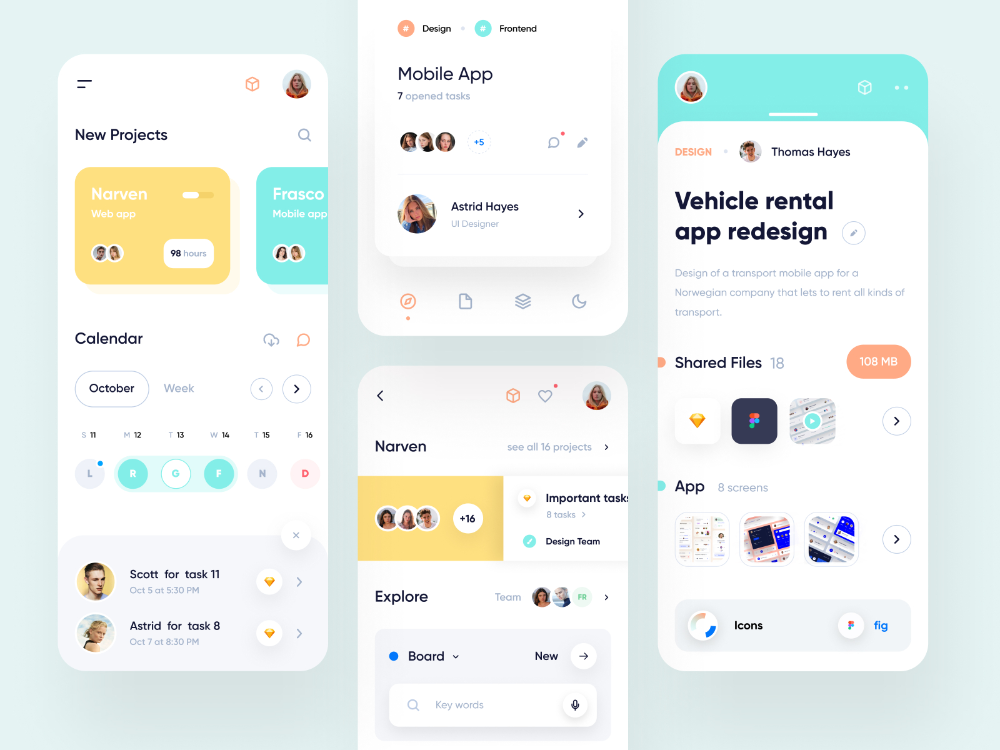 New Projects
Narven
Web app
98 hours
Frasco
Mobile app
Calendar
October
Week
S 11
M 12
T 13
W 14
T 15
F 16
L
R
G
F
N
D
Scott for task 11
Oct 5 at 5:30 PM
Astrid for task 8
Oct 7 at 8:30 PM
# Design
# Frontend
Mobile App
7 opened tasks
+5
Astrid Hayes
UI Designer
Narven
see all 16 projects
+16
Important tasks
8 tasks
Design Team
Explore
Team
FR
Board
New
Key words
DESIGN
Thomas Hayes
Vehicle rental
app redesign
Design of a transport mobile app for a
Norwegian company that lets to rent all kinds of
transport.
Shared Files 18
108 MB
App 8 screens
Icons
fig